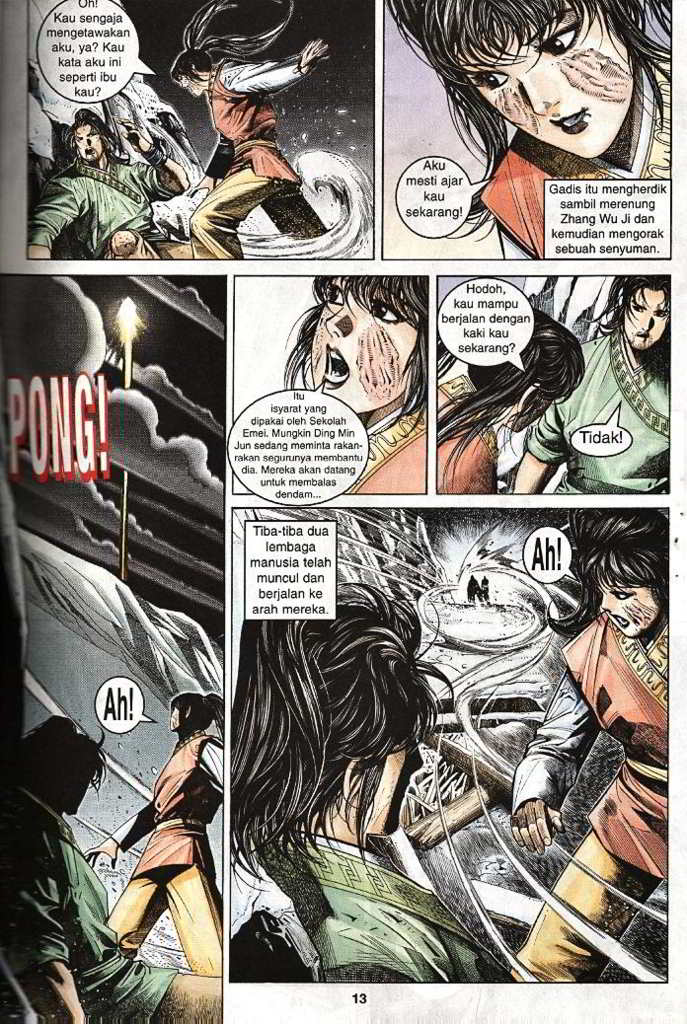 Oh!
Kau sengaja
mengetawakan
aku, ya? Kau
kata aku ini
seperti ibu
kau?
Aku
mesti ajar
kau
sekarang!
Gadis itu mengherdik
sambil merenung
Zhang Wu Ji dan
kemudian mengorak
sebuah senyuman.
PONG!
Ah!
Itu
isyarat yang
dipakai oleh Sekolah
Emei. Mungkin Ding Min
Jun sedang meminta rakan-
rakan segurunya membantu
dia. Mereka akan datang
untuk membalas
dendam...
Hodoh,
kau mampu
berjalan dengan
kaki kau
sekarang?
Tidak!
Tiba-tiba dua
lembaga
manusia telah
muncul dan
berjalan ke
arah mereka.
Ah!
13